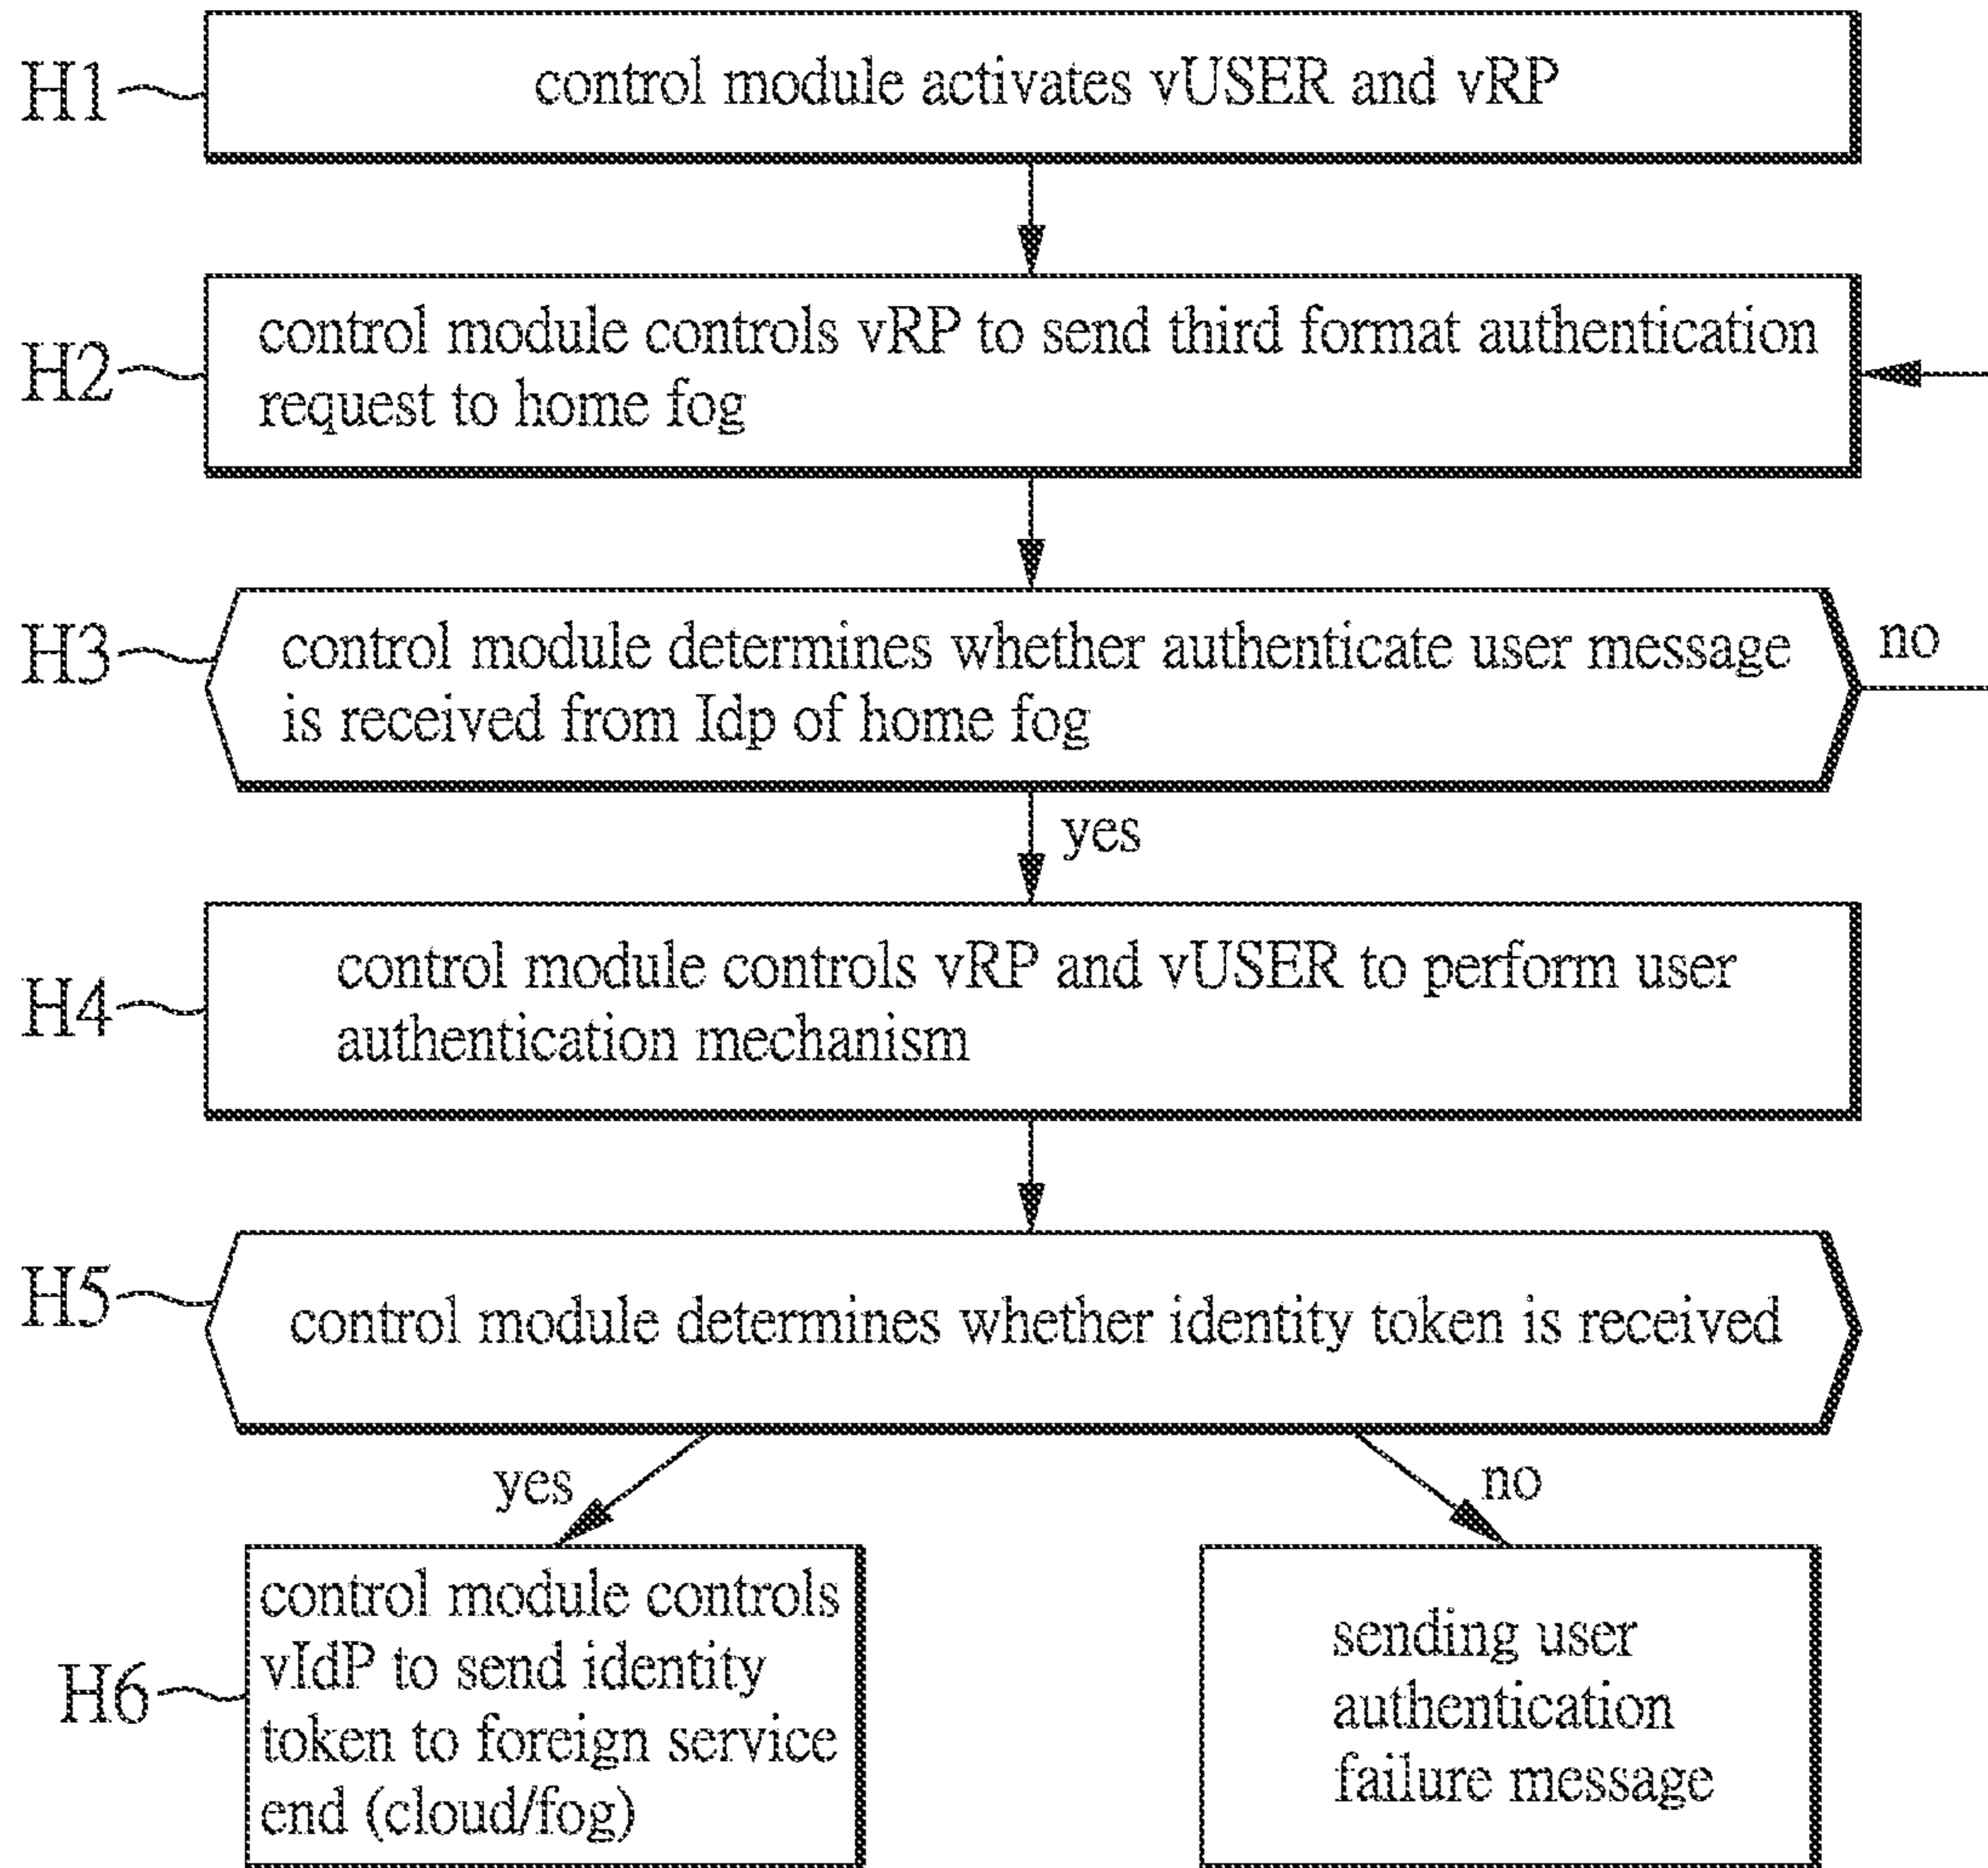 H1
control module activates vUSER and vRP
H2
control module controls vRP to send third format authentication
request to home fog
H3
control module determines whether authenticate user message
is received from Idp of home fog
no
yes
H4
control module controls vRP and vUSER to perform user
authentication mechanism
H5
control module determines whether identity token is received
yes
no
H6
control module controls
vIdP to send identity
token to foreign service
end (cloud/fog)
sending user
authentication
failure message